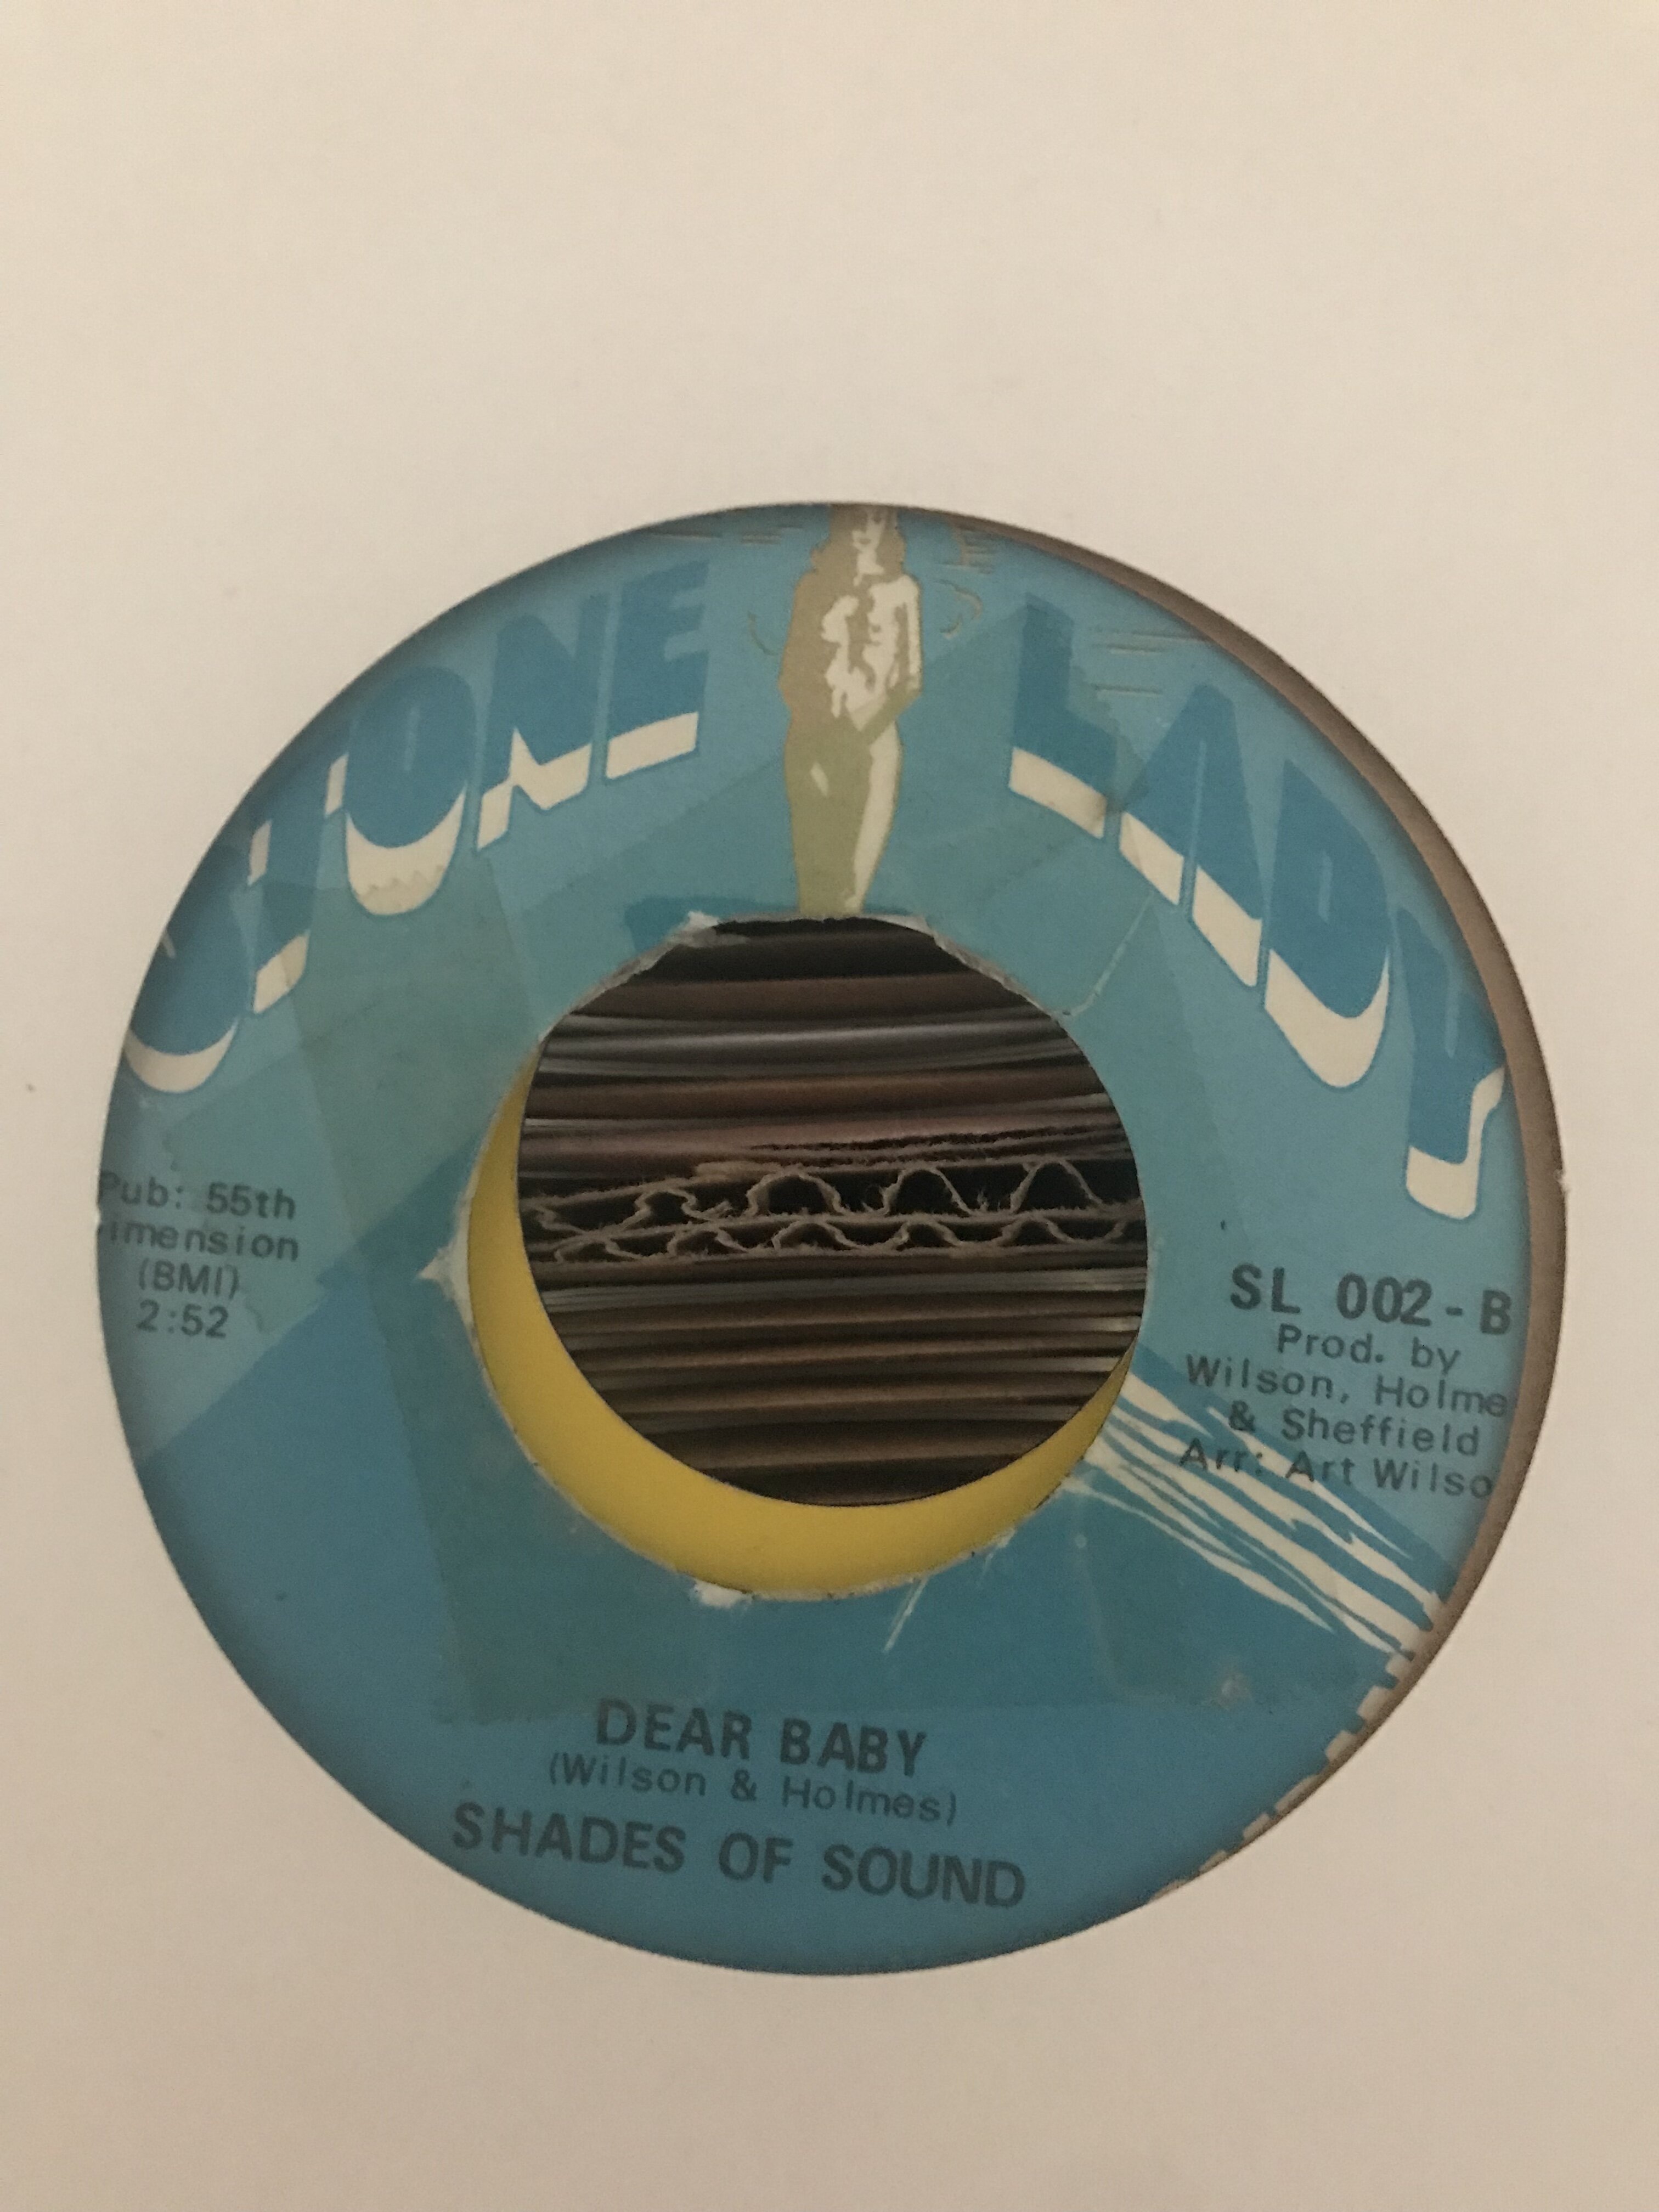 STONE LADY
Pub: 55th
imension
(BMI)
2:52
SL 002-B
Prod. by
Wilson, Holme
& Sheffield
Arr: Art Wilso
DEAR BABY
(Wilson & Holmes)
SHADES OF SOUND